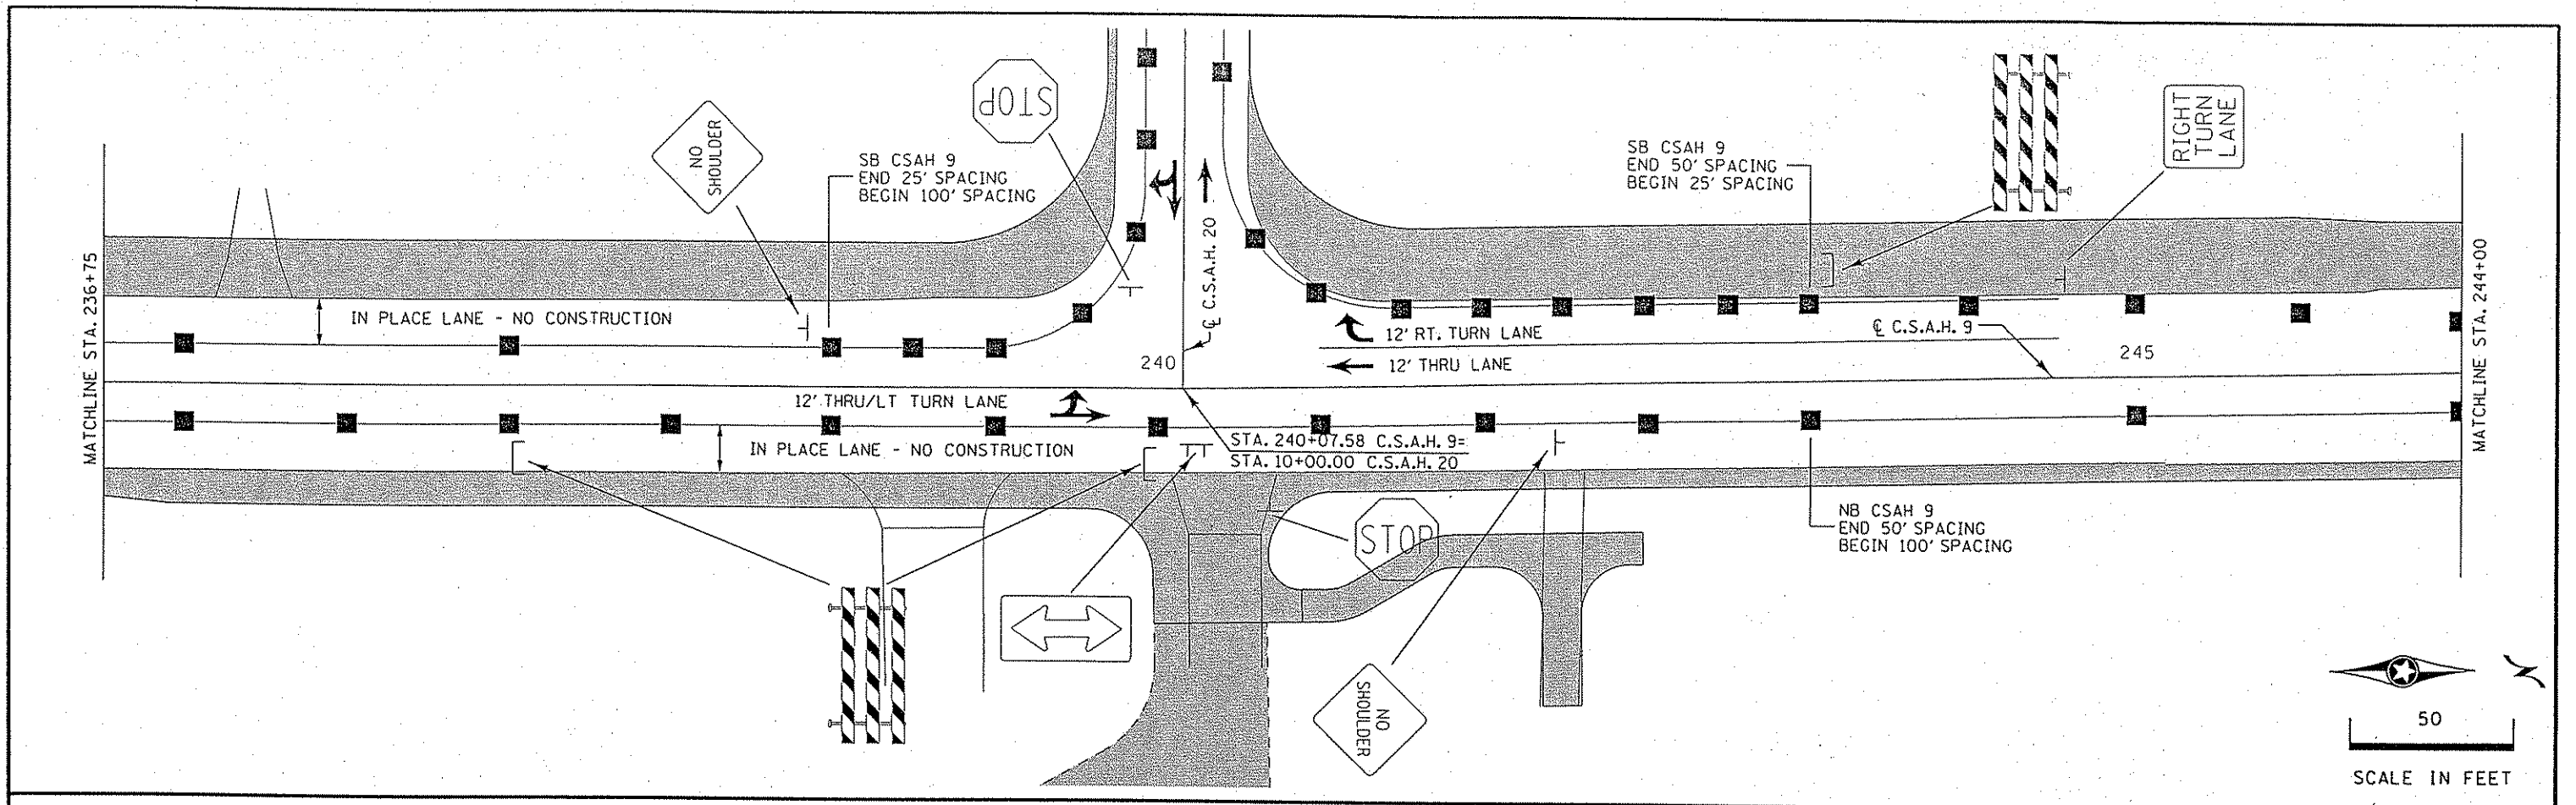 STOP
NO
SHOULDER
SB CSAH 9
END 25' SPACING
BEGIN 100' SPACING
SB CSAH 9
END 50' SPACING
BEGIN 25' SPACING
RIGHT
TURN
LANE
MATCHLINE STA. 236+75
MATCHLINE STA. 244+00
℄ C.S.A.H. 20
IN PLACE LANE - NO CONSTRUCTION
12' RT. TURN LANE
℄ C.S.A.H. 9
240
12' THRU LANE
245
12' THRU/LT TURN LANE
IN PLACE LANE - NO CONSTRUCTION
STA. 240+07.58 C.S.A.H. 9=
STA. 10+00.00 C.S.A.H. 20
STOP
NB CSAH 9
END 50' SPACING
BEGIN 100' SPACING
NO
SHOULDER
Z
50
SCALE IN FEET